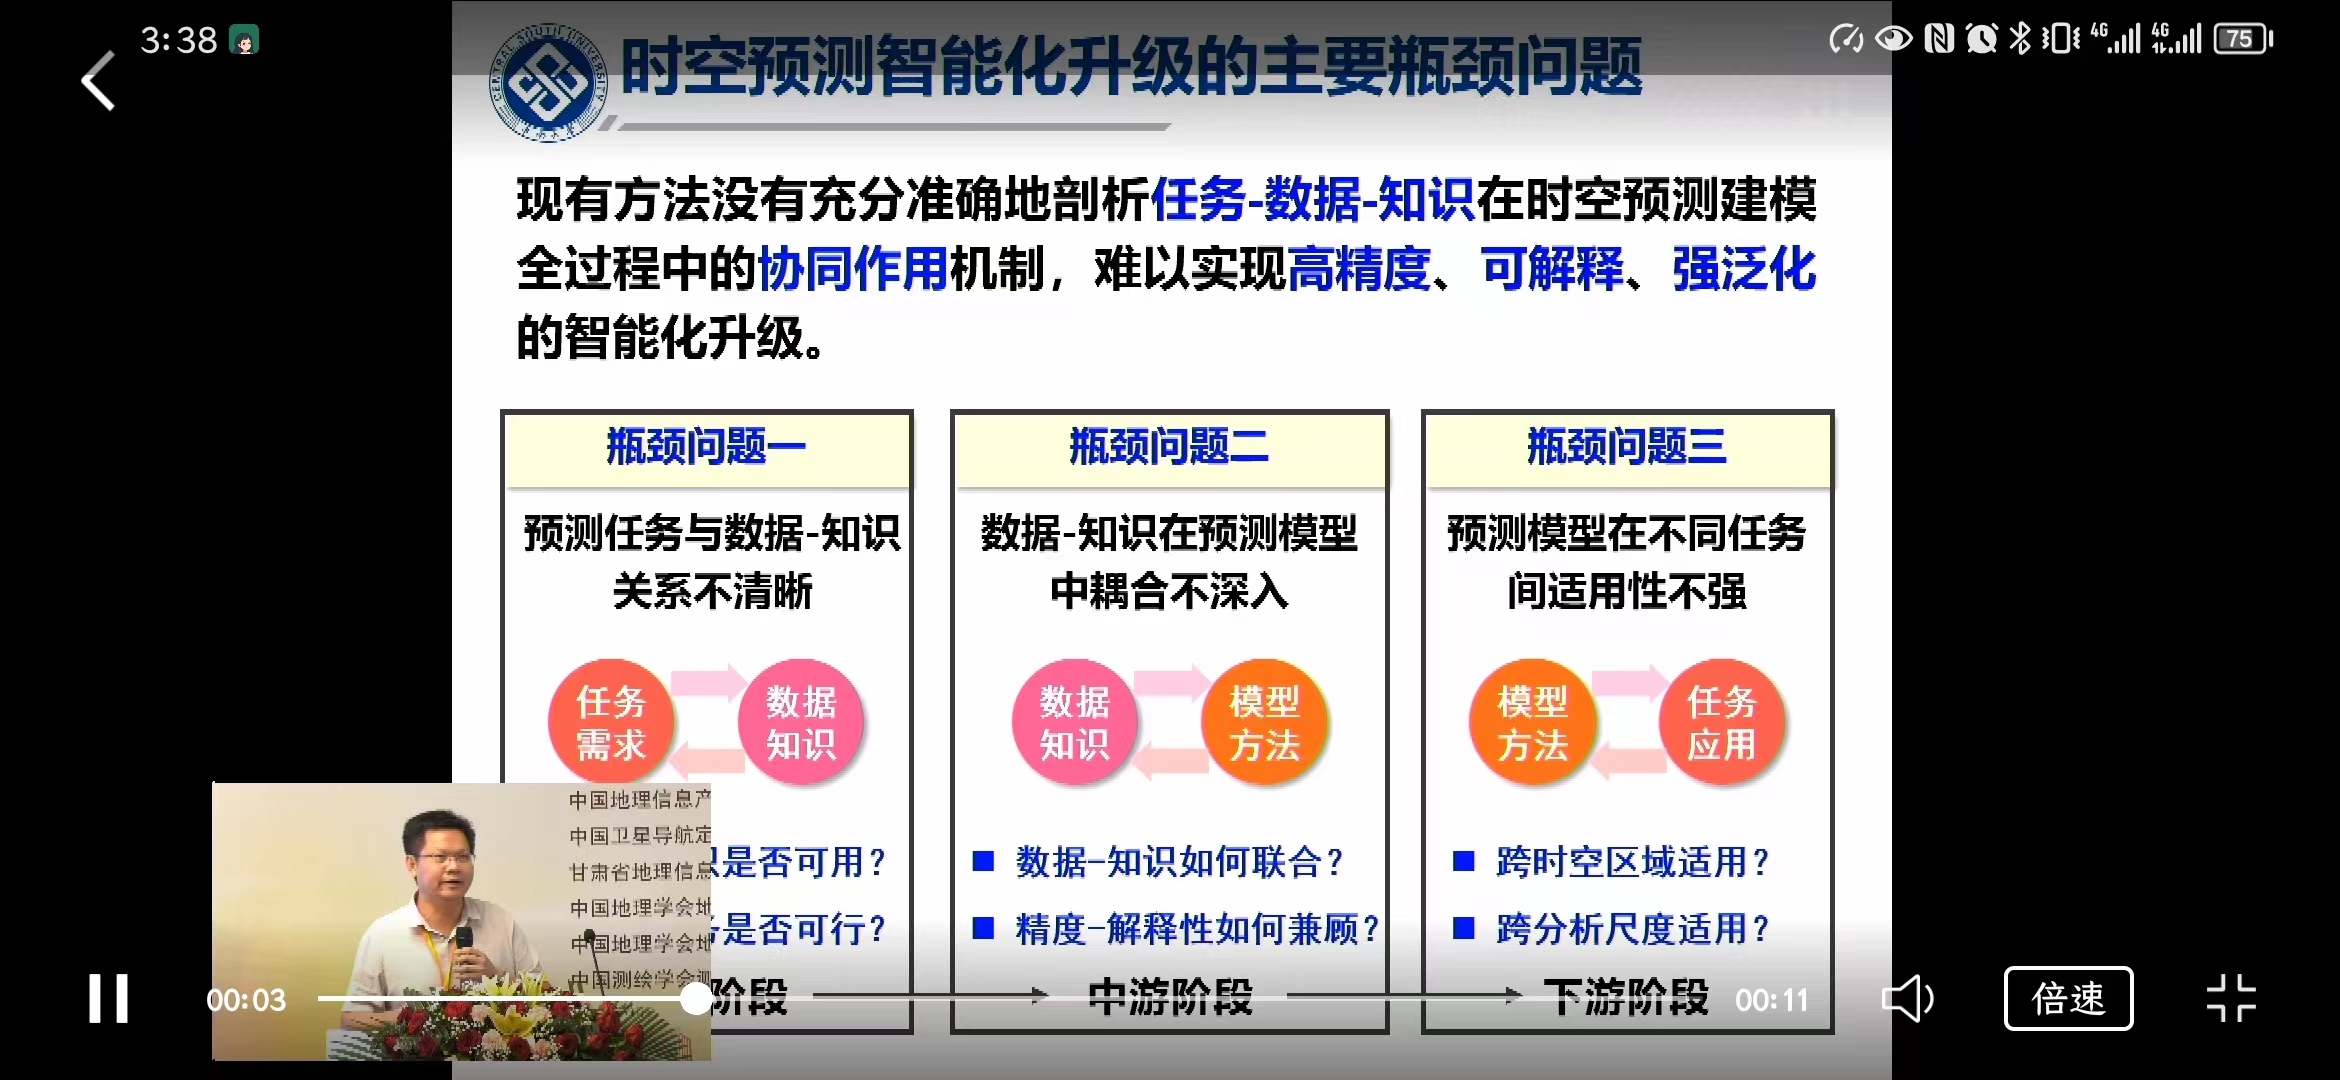 3:38
4G
4G
75
CENTRAL SOUTH UNIVERSITY
时空预测智能化升级的主要瓶颈问题
现有方法没有充分准确地剖析任务-数据-知识在时空预测建模
全过程中的协同作用机制，难以实现高精度、可解释、强泛化
的智能化升级。
瓶颈问题一
预测任务与数据-知识
关系不清晰
任务
需求
数据
知识
是否可用？
是否可行？
阶段
瓶颈问题二
数据-知识在预测模型
中耦合不深入
数据
知识
模型
方法
数据-知识如何联合？
精度-解释性如何兼顾？
中游阶段
瓶颈问题三
预测模型在不同任务
间适用性不强
模型
方法
任务
应用
跨时空区域适用？
跨分析尺度适用？
下游阶段
中国地理信息产
中国卫星导航定
甘肃省地理信息
中国地理学会地
中国地理学会地
中国测绘学会测
00:03
00:11
倍速